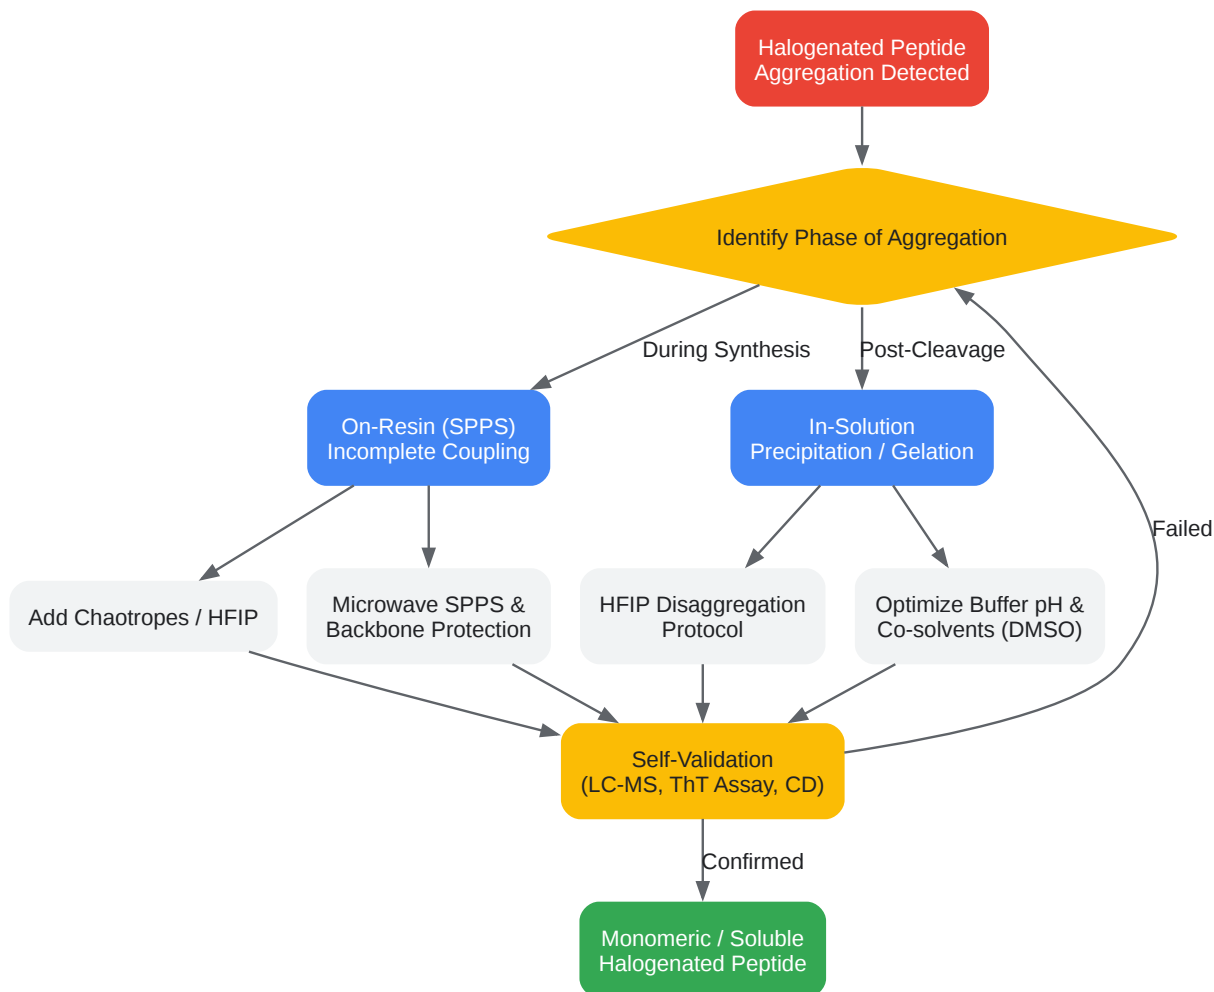 Halogenated Peptide
Aggregation Detected
Identify Phase of Aggregation
During Synthesis
Post-Cleavage
On-Resin (SPPS)
Incomplete Coupling
In-Solution
Precipitation / Gelation
Failed
Add Chaotropes / HFIP
Microwave SPPS &
Backbone Protection
HFIP Disaggregation
Protocol
Optimize Buffer pH &
Co-solvents (DMSO)
Self-Validation
(LC-MS, ThT Assay, CD)
Confirmed
Monomeric / Soluble
Halogenated Peptide